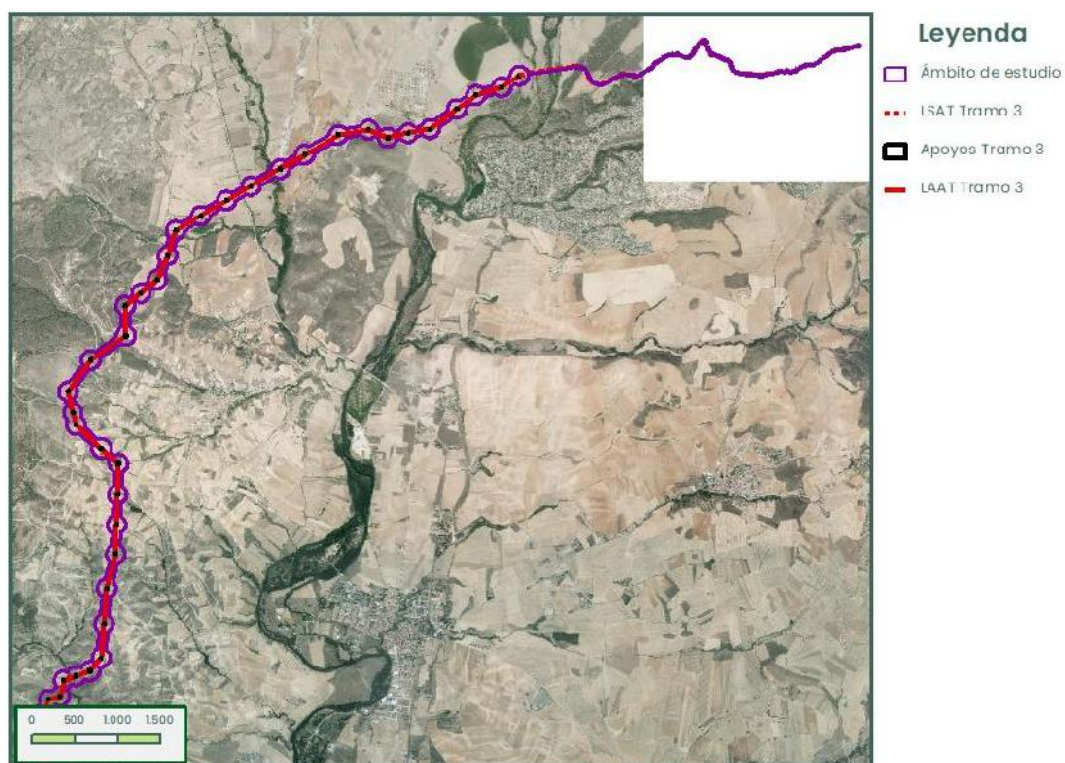 Leyenda
Ámbito de estudio
LSAT Tramo 3
Apoyos Tramo 3
LAAT Tramo 3
0 500 1.000 1.500